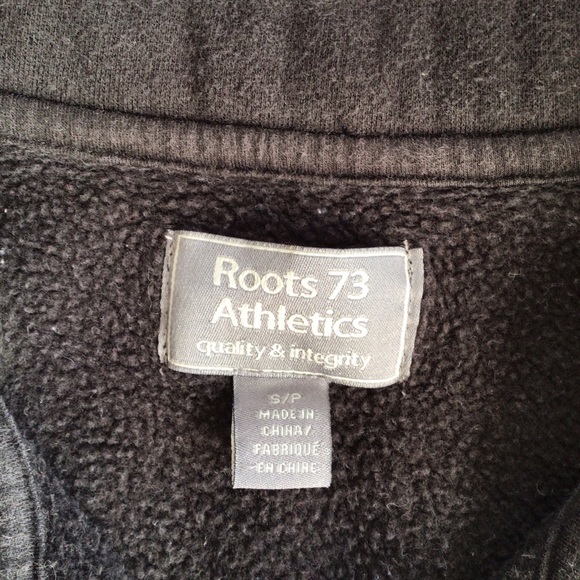 Roots 73
Athletics
quality & integrity
S/P
MADE IN
CHINA/
FABRIQUÉ
EN CHINE